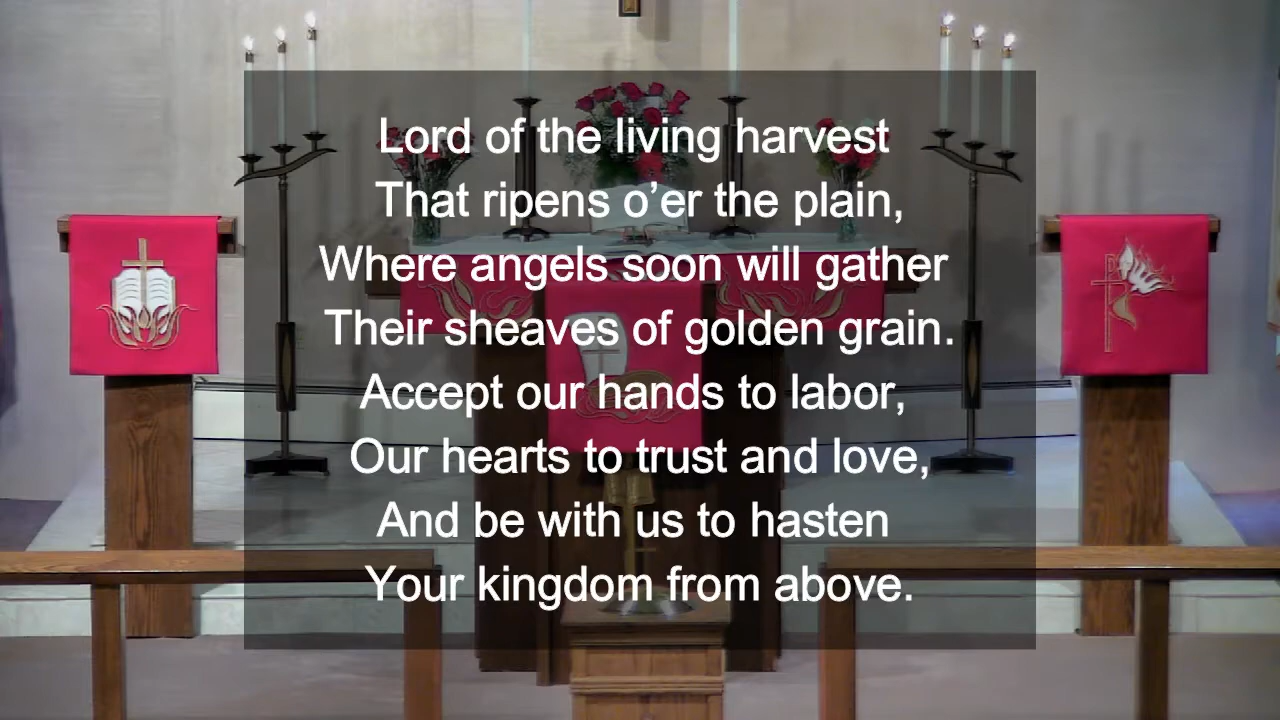 Lord of the living harvest
That ripens o’er the plain,
Where angels soon will gather
Their sheaves of golden grain.
Accept our hands to labor,
Our hearts to trust and love,
And be with us to hasten
Your kingdom from above.